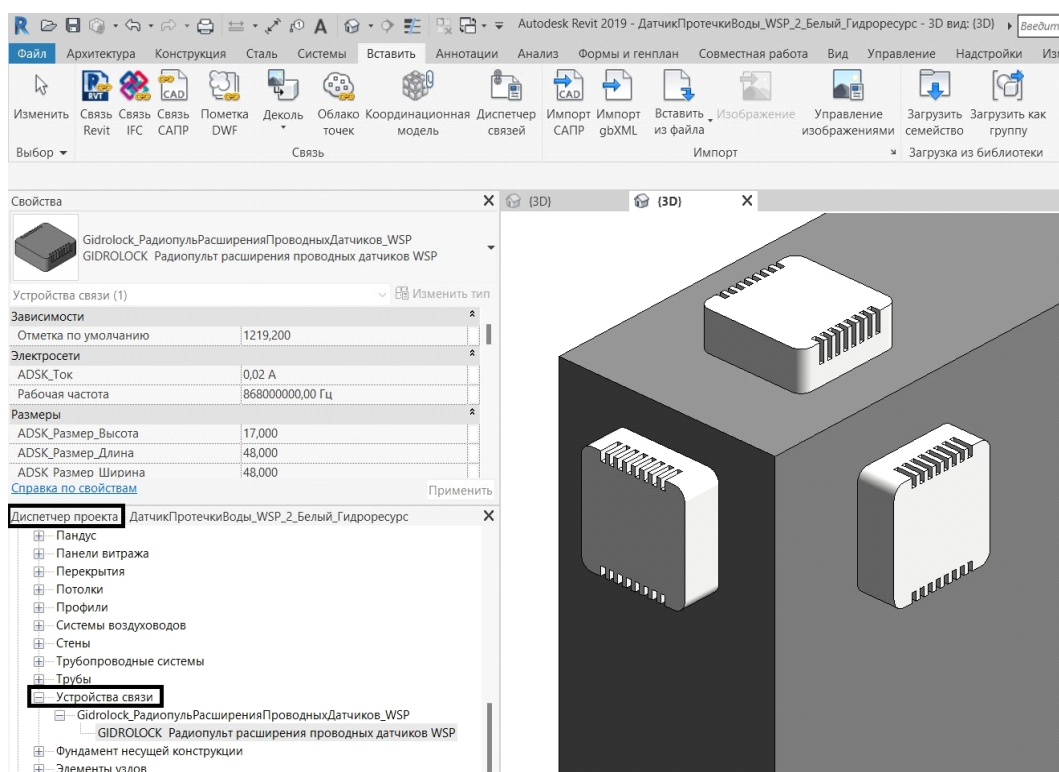 Autodesk Revit 2019 - ДатчикПротечкиВоды_WSP_2_Белый_Гидроресурс - 3D вид: {3D}
Файл Архитектура Конструкция Сталь Системы Вставить Аннотации Анализ Формы и генплан Совместная работа Вид Управление Надстройки
Изменить Связь Revit Связь IFC Связь САПР Пометка DWF Деколь Облако точек Координационная модель Диспетчер связей Импорт САПР Импорт gbXML Вставить из файла Изображение Управление изображениями Загрузить семейство Загрузить как группу
Выбор Связь Импорт Загрузка из библиотеки
Свойства
{3D} {3D}
Gidrolock_РадиопульРасширенияПроводныхДатчиков_WSP
GIDROLOCK Радиопульт расширения проводных датчиков WSP
Устройства связи (1) Изменить тип
Зависимости
Отметка по умолчанию 1219,200
Электросети
ADSK_Ток 0,02 А
Рабочая частота 868000000,00 Гц
Размеры
ADSK_Размер_Высота 17,000
ADSK_Размер_Длина 48,000
ADSK_Размер_Ширина 48,000
Справка по свойствам Применить
Диспетчер проекта ДатчикПротечкиВоды_WSP_2_Белый_Гидроресурс
Пандус
Панели витража
Перекрытия
Потолки
Профили
Системы воздуховодов
Стены
Трубопроводные системы
Трубы
Устройства связи
Gidrolock_РадиопульРасширенияПроводныхДатчиков_WSP
GIDROLOCK Радиопульт расширения проводных датчиков WSP
Фундамент несущей конструкции
Элементы узлов